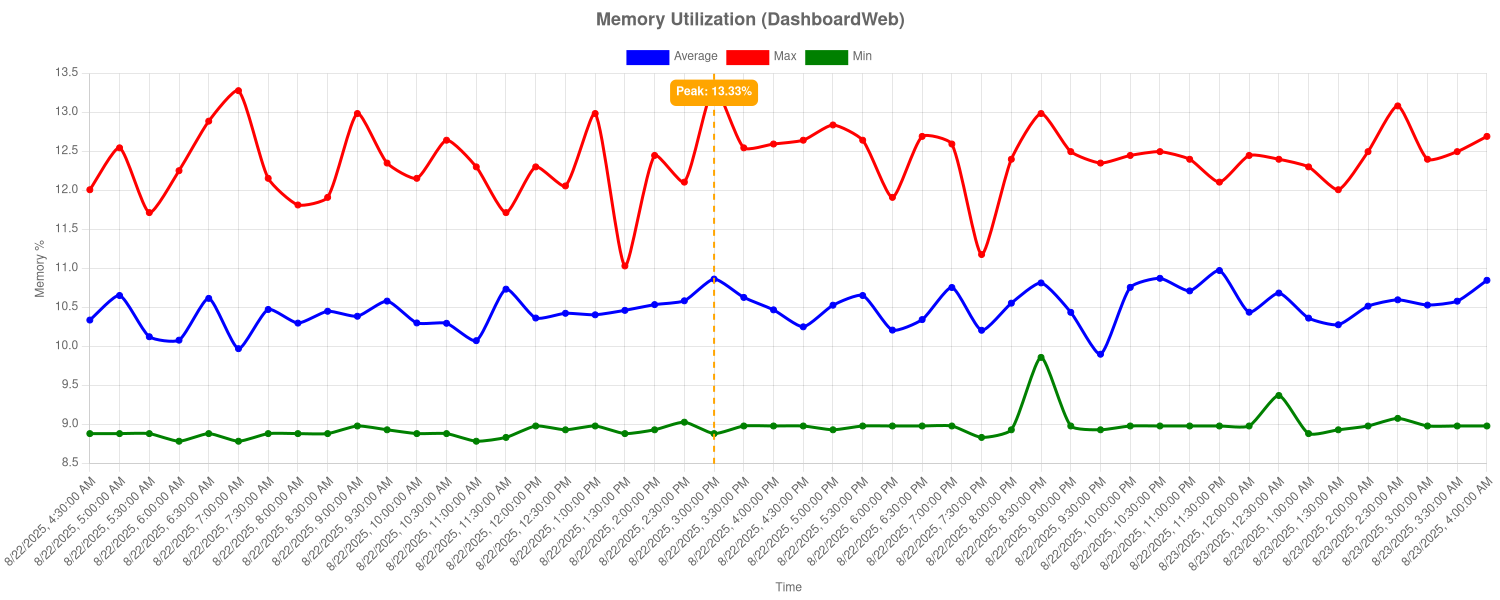 Memory Utilization (DashboardWeb)
Average Max Min
Peak: 13.33%
13.5
13.0
12.5
12.0
11.5
11.0
10.5
10.0
9.5
9.0
8.5
Memory %
8/22/2025, 4:30:00 AM
8/22/2025, 5:00:00 AM
8/22/2025, 5:30:00 AM
8/22/2025, 6:00:00 AM
8/22/2025, 6:30:00 AM
8/22/2025, 7:00:00 AM
8/22/2025, 7:30:00 AM
8/22/2025, 8:00:00 AM
8/22/2025, 8:30:00 AM
8/22/2025, 9:00:00 AM
8/22/2025, 9:30:00 AM
8/22/2025, 10:00:00 AM
8/22/2025, 10:30:00 AM
8/22/2025, 11:00:00 AM
8/22/2025, 11:30:00 AM
8/22/2025, 12:00:00 PM
8/22/2025, 12:30:00 PM
8/22/2025, 1:00:00 PM
8/22/2025, 1:30:00 PM
8/22/2025, 2:00:00 PM
8/22/2025, 2:30:00 PM
8/22/2025, 3:00:00 PM
8/22/2025, 3:30:00 PM
8/22/2025, 4:00:00 PM
8/22/2025, 4:30:00 PM
8/22/2025, 5:00:00 PM
8/22/2025, 5:30:00 PM
8/22/2025, 6:00:00 PM
8/22/2025, 6:30:00 PM
8/22/2025, 7:00:00 PM
8/22/2025, 7:30:00 PM
8/22/2025, 8:00:00 PM
8/22/2025, 8:30:00 PM
8/22/2025, 9:00:00 PM
8/22/2025, 9:30:00 PM
8/22/2025, 10:00:00 PM
8/22/2025, 10:30:00 PM
8/22/2025, 11:00:00 PM
8/22/2025, 11:30:00 PM
8/23/2025, 12:00:00 AM
8/23/2025, 12:30:00 AM
8/23/2025, 1:00:00 AM
8/23/2025, 1:30:00 AM
8/23/2025, 2:00:00 AM
8/23/2025, 2:30:00 AM
8/23/2025, 3:00:00 AM
8/23/2025, 3:30:00 AM
8/23/2025, 4:00:00 AM
Time